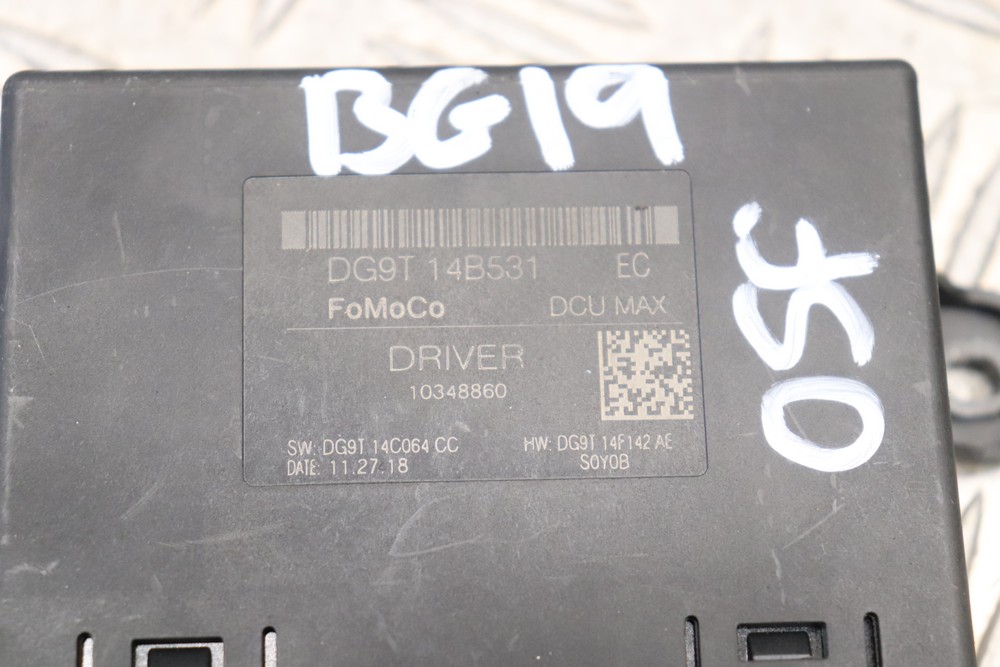 BG19
DG9T 14B531 EC
FoMoCo DCU MAX
DRIVER
10348860
SW: DG9T 14C064 CC HW: DG9T 14F142 AE
DATE: 11.27.18 S0Y0B
OSF